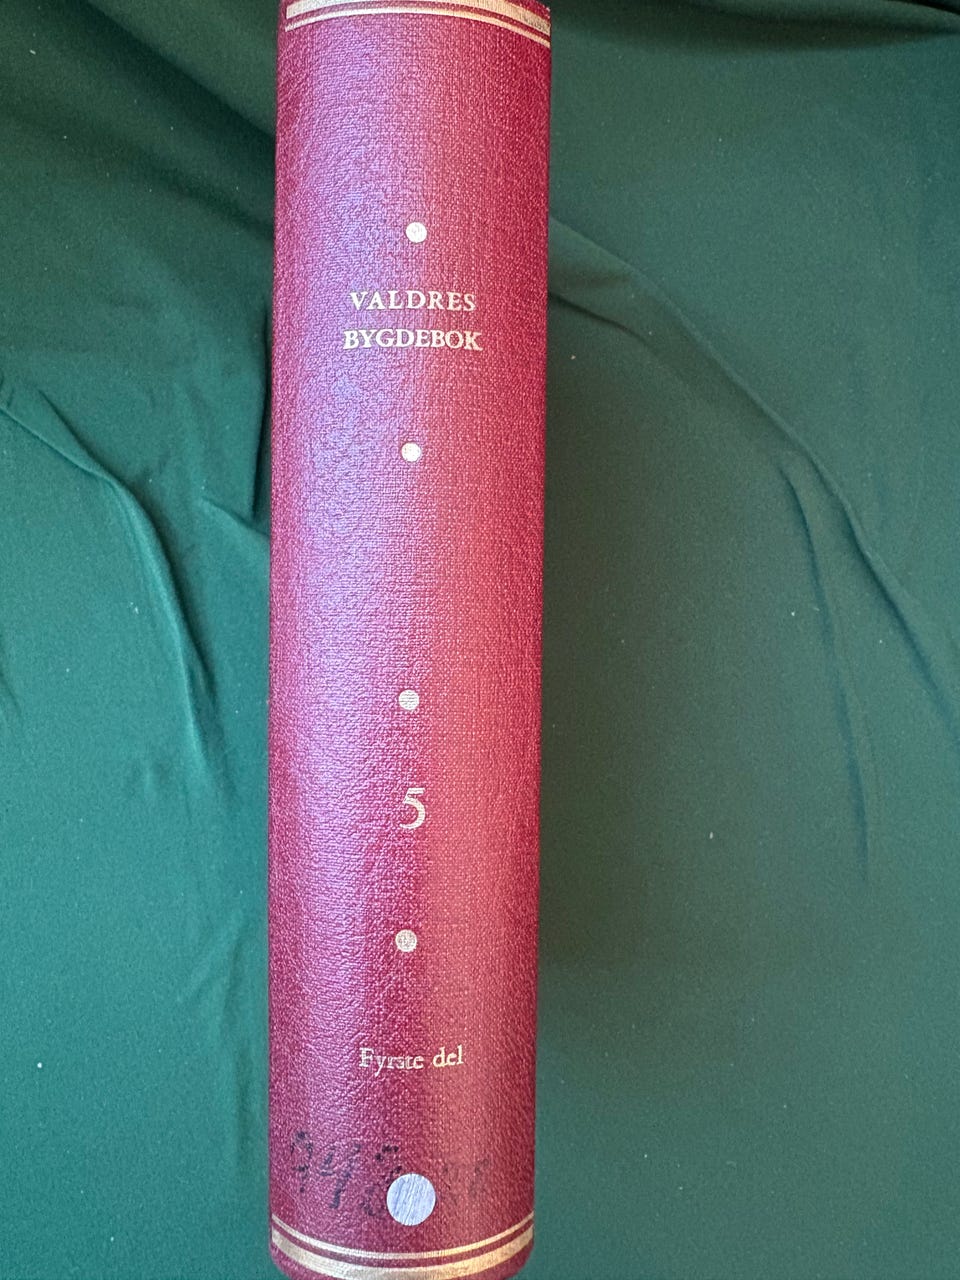 VALDRES
BYGDEBOK
5
Fyrste del